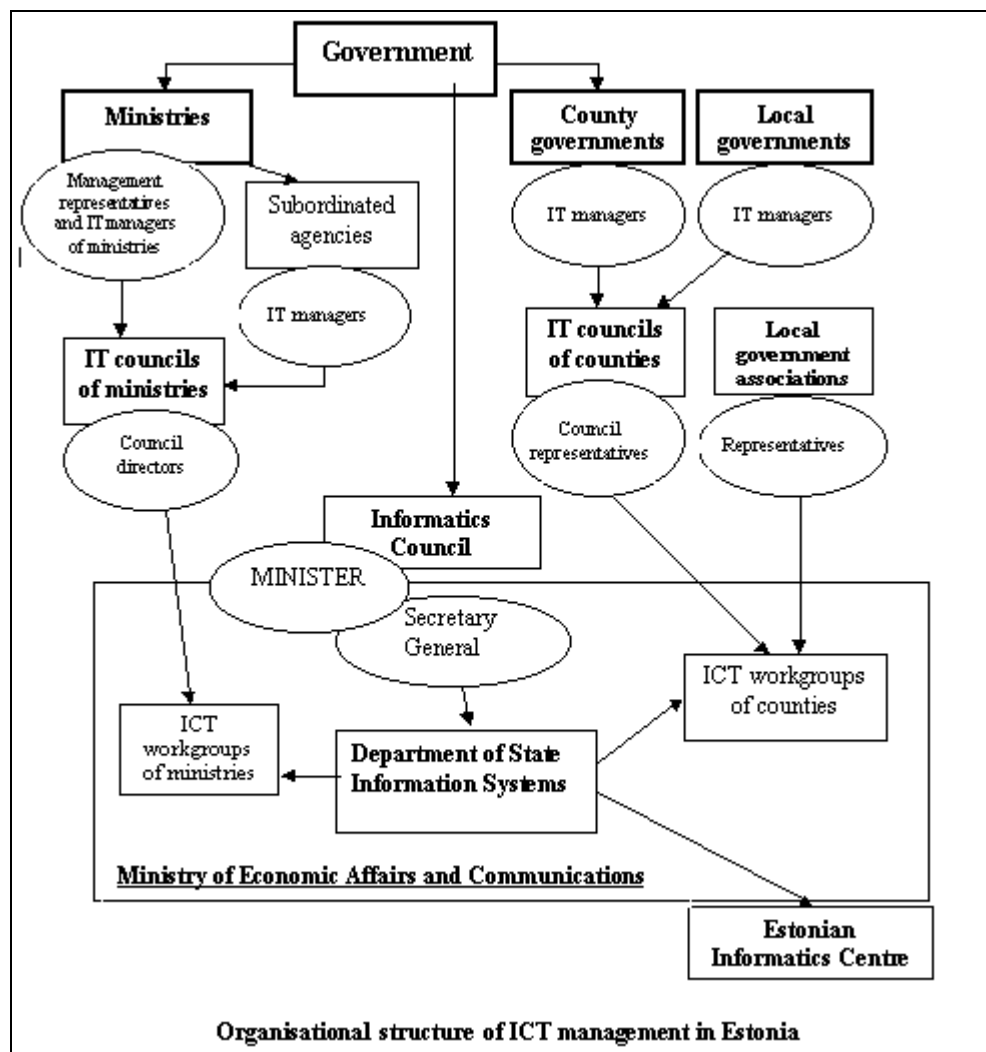 Government
Ministries
County
governments
Local
governments
Management
representatives
and IT managers
of ministries
Subordinated
agencies
IT managers
IT managers
IT managers
IT councils
of ministries
IT councils
of counties
Local
government
associations
Council
directors
Council
representatives
Representatives
Informatics
Council
MINISTER
Secretary
General
ICT workgroups
of counties
ICT
workgroups
of ministries
Department of State
Information Systems
Ministry of Economic Affairs and Communications
Estonian
Informatics Centre
Organisational structure of ICT management in Estonia